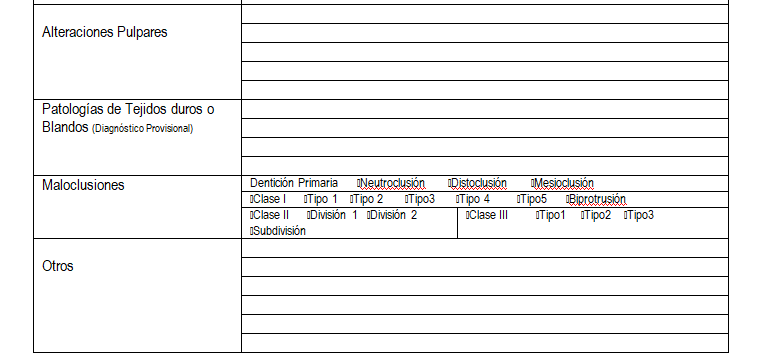 Alteraciones Pulpares
Patologías de Tejidos duros o
Blandos (Diagnóstico Provisional)
Maloclusiones
Dentición Primaria ▯Neutroclusión ▯Distoclusión ▯Mesioclusión
▯Clase I ▯Tipo 1 ▯Tipo 2 ▯Tipo3 ▯Tipo 4 ▯Tipo5 ▯Biprotrusión
▯Clase II ▯División 1 ▯División 2
▯Subdivisión
▯Clase III ▯Tipo1 ▯Tipo2 ▯Tipo3
Otros